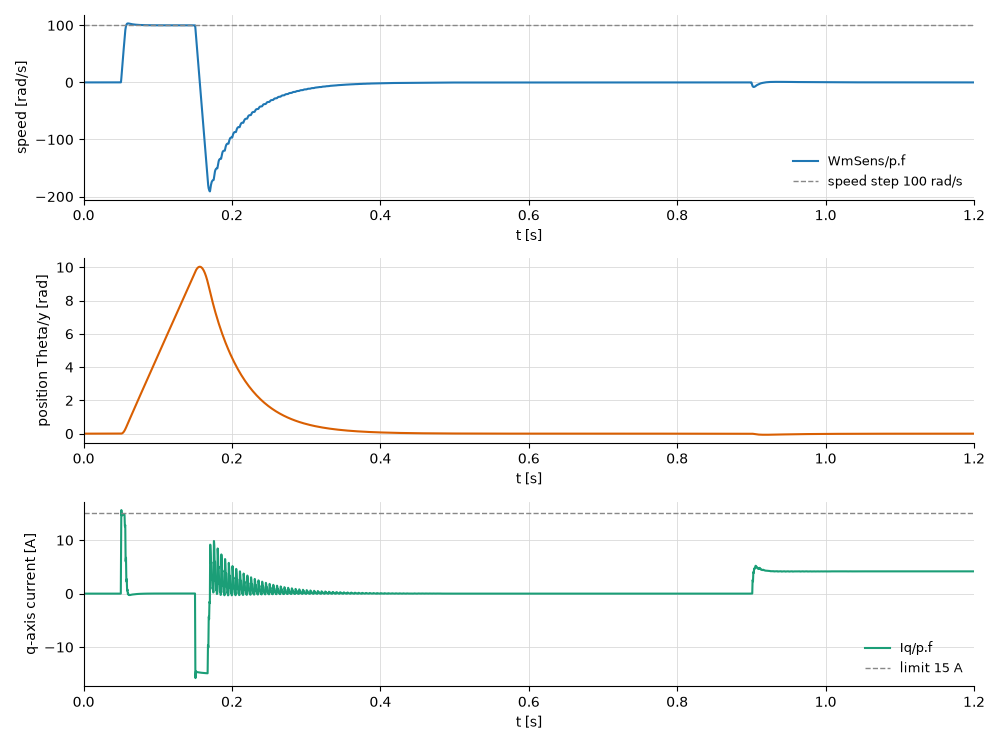 speed [rad/s]
100
0
−100
−200
WmSens/p.f
speed step 100 rad/s
0.0 0.2 0.4 0.6 0.8 1.0 1.2
t [s]
position Theta/y [rad]
10
8
6
4
2
0
0.0 0.2 0.4 0.6 0.8 1.0 1.2
t [s]
q-axis current [A]
10
0
−10
Iq/p.f
limit 15 A
0.0 0.2 0.4 0.6 0.8 1.0 1.2
t [s]